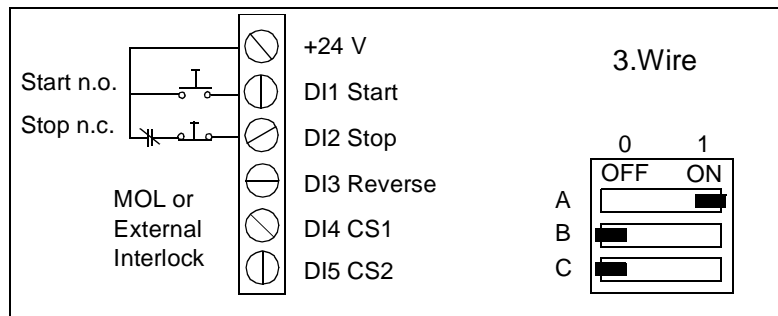 +24 V
3.Wire
Start n.o.
DI1 Start
Stop n.c.
DI2 Stop
0 1
OFF ON
DI3 Reverse
A
MOL or
External
Interlock
DI4 CS1
B
DI5 CS2
C